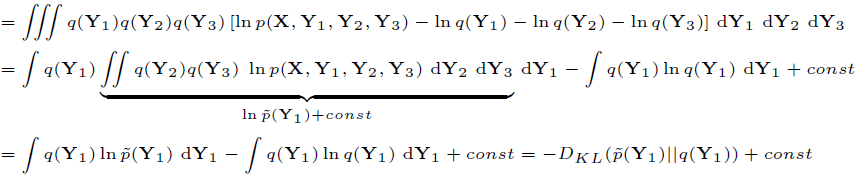 = ∭ q(Y₁)q(Y₂)q(Y₃) [ln p(X, Y₁, Y₂, Y₃) − ln q(Y₁) − ln q(Y₂) − ln q(Y₃)] dY₁ dY₂ dY₃
= ∫ q(Y₁) ∬ q(Y₂)q(Y₃) ln p(X, Y₁, Y₂, Y₃) dY₂ dY₃ dY₁ − ∫ q(Y₁) ln q(Y₁) dY₁ + const
ln p̃(Y₁)+const
= ∫ q(Y₁) ln p̃(Y₁) dY₁ − ∫ q(Y₁) ln q(Y₁) dY₁ + const = −D_{KL}(p̃(Y₁)||q(Y₁)) + const